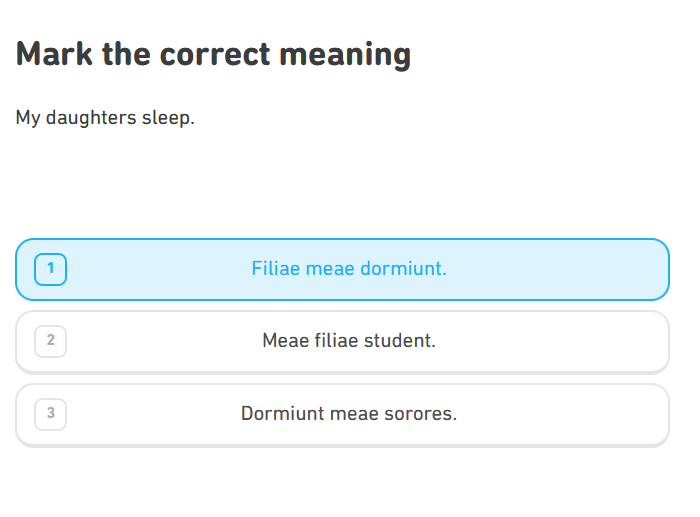 Mark the correct meaning
My daughters sleep.
1 Filiae meae dormiunt.
2 Meae filiae student.
3 Dormiunt meae sorores.